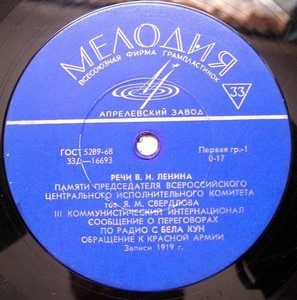 МЕЛОДИЯ
ВСЕСОЮЗНАЯ ФИРМА ГРАМПЛАСТИНОК
33
АПРЕЛЕВСКИЙ ЗАВОД
ГОСТ 5289-68
33Д-16693
Первая гр.-1
0-17
РЕЧИ В. И. ЛЕНИНА
ПАМЯТИ ПРЕДСЕДАТЕЛЯ ВСЕРОССИЙСКОГО
ЦЕНТРАЛЬНОГО ИСПОЛНИТЕЛЬНОГО КОМИТЕТА
тов. Я. М. СВЕРДЛОВА
III КОММУНИСТИЧЕСКИЙ ИНТЕРНАЦИОНАЛ
СООБЩЕНИЕ О ПЕРЕГОВОРАХ
ПО РАДИО С БЕЛА КУН
ОБРАЩЕНИЕ К КРАСНОЙ АРМИИ
Записи 1919 г.